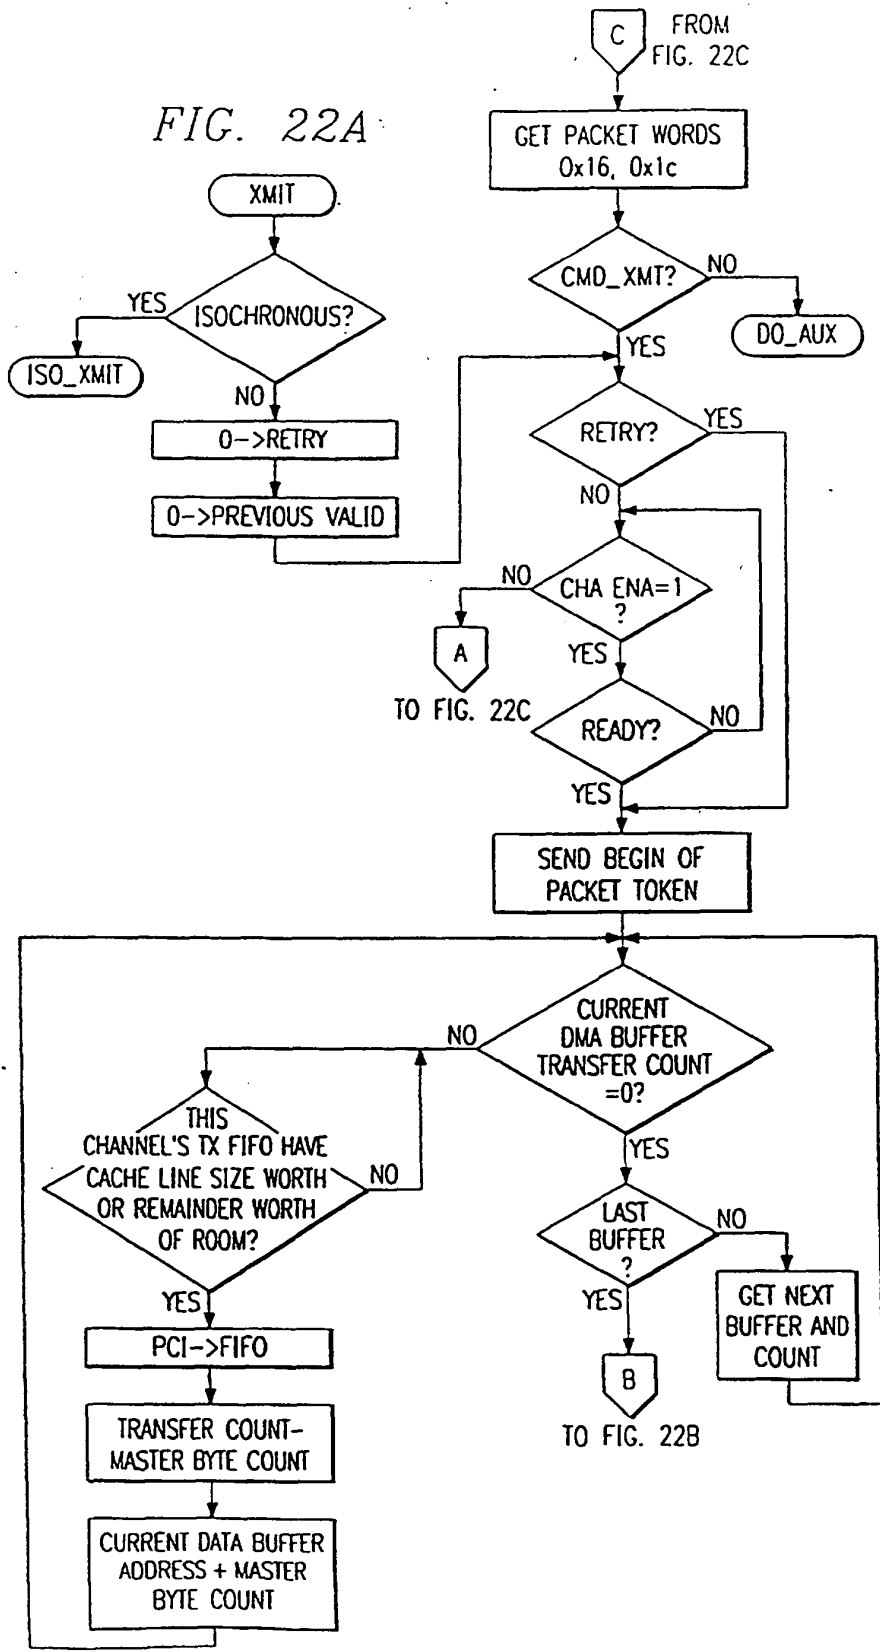 C
FROM
FIG. 22C
FIG. 22A
GET PACKET WORDS
0x16, 0x1c
XMIT
CMD_XMT?
NO
DO_AUX
YES
ISOCHRONOUS?
YES
ISO_XMIT
NO
0->RETRY
0->PREVIOUS VALID
RETRY?
YES
NO
CHA ENA=1
?
NO
A
TO FIG. 22C
YES
READY?
NO
YES
SEND BEGIN OF
PACKET TOKEN
CURRENT
DMA BUFFER
TRANSFER COUNT
=0?
NO
YES
THIS
CHANNEL'S TX FIFO HAVE
CACHE LINE SIZE WORTH
OR REMAINDER WORTH
OF ROOM?
NO
YES
PCI->FIFO
TRANSFER COUNT-
MASTER BYTE COUNT
CURRENT DATA BUFFER
ADDRESS + MASTER
BYTE COUNT
LAST
BUFFER
?
NO
YES
GET NEXT
BUFFER AND
COUNT
B
TO FIG. 22B